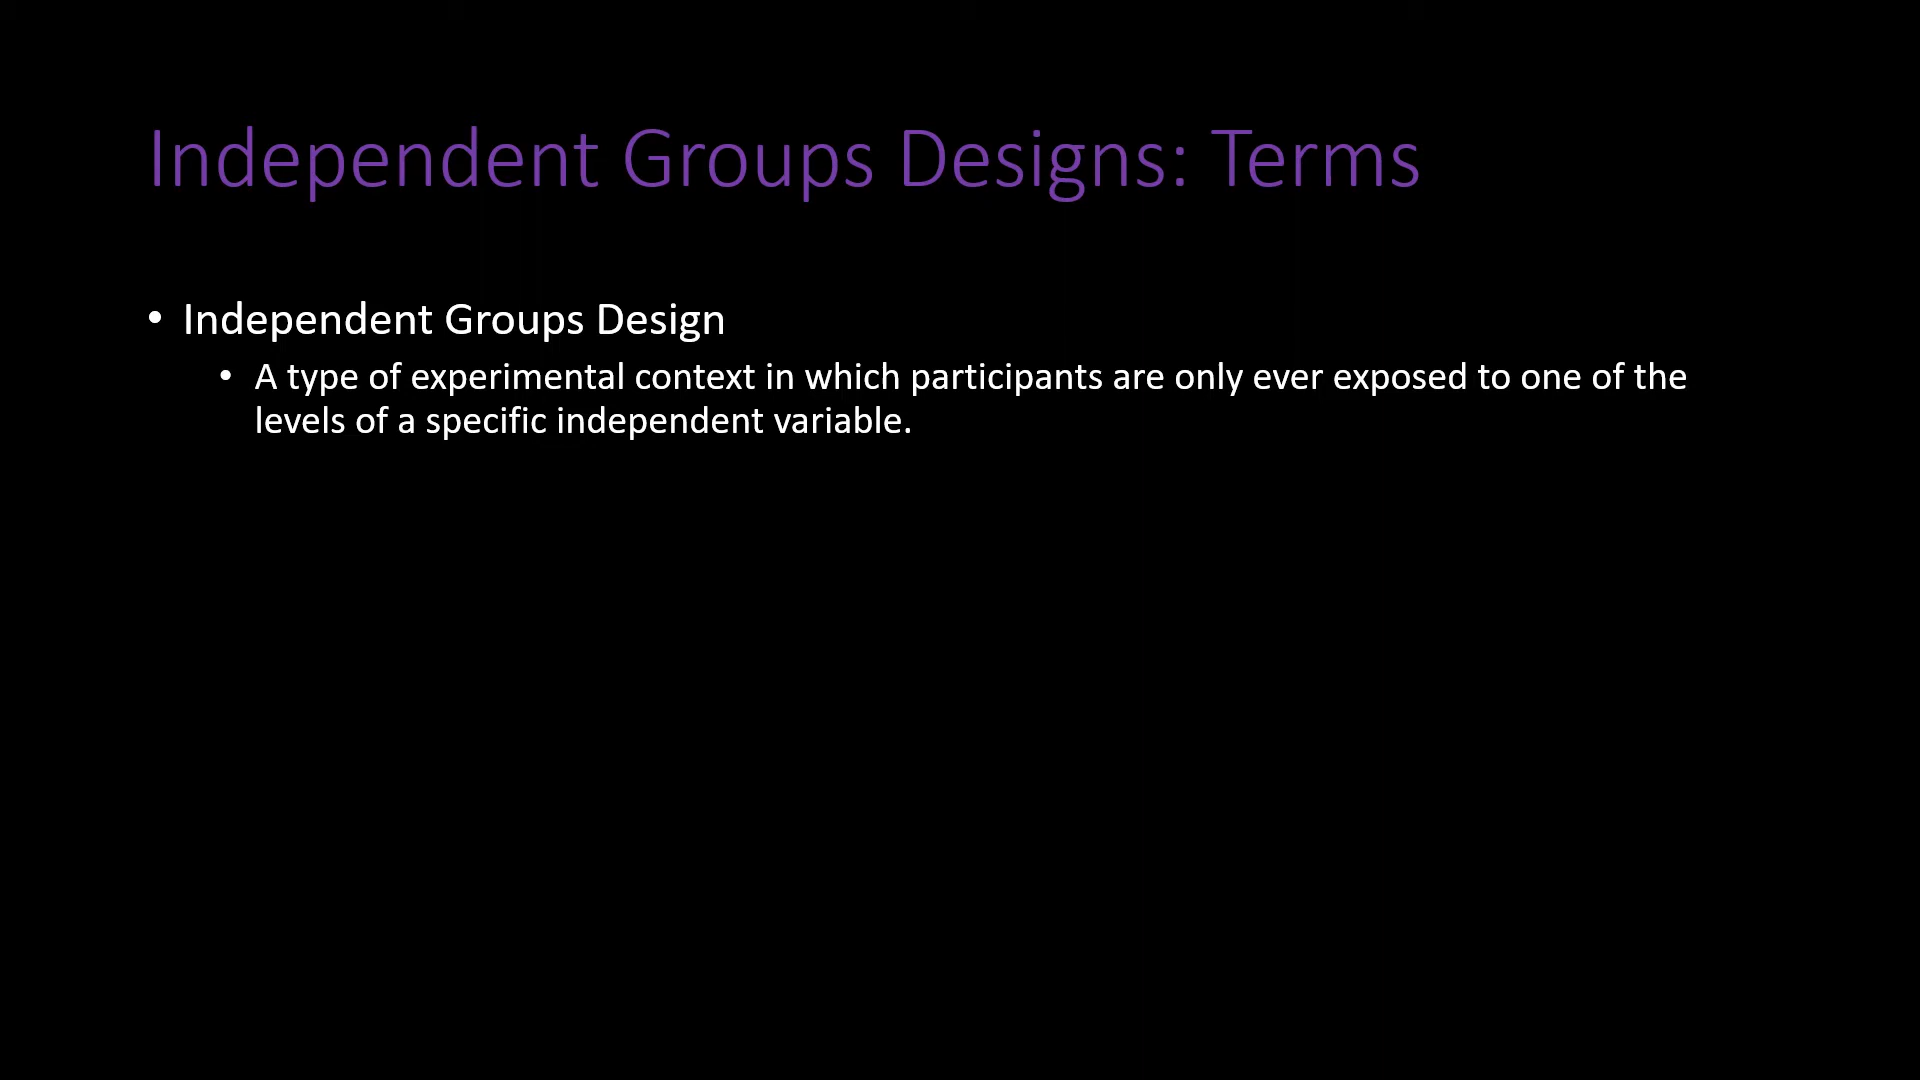 Independent Groups Designs: Terms
• Independent Groups Design
• A type of experimental context in which participants are only ever exposed to one of the
levels of a specific independent variable.